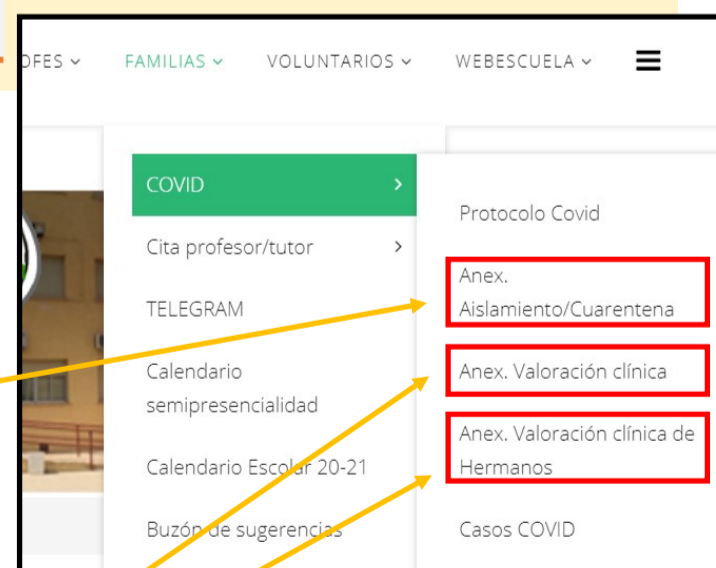 FAMILIAS VOLUNTARIOS WEBESCUELA
COVID
Cita profesor/tutor
TELEGRAM
Calendario
semipresencialidad
Calendario Escolar 20-21
Buzón de sugerencias
Protocolo Covid
Anex.
Aislamiento/Cuarentena
Anex. Valoración clínica
Anex. Valoración clínica de
Hermanos
Casos COVID